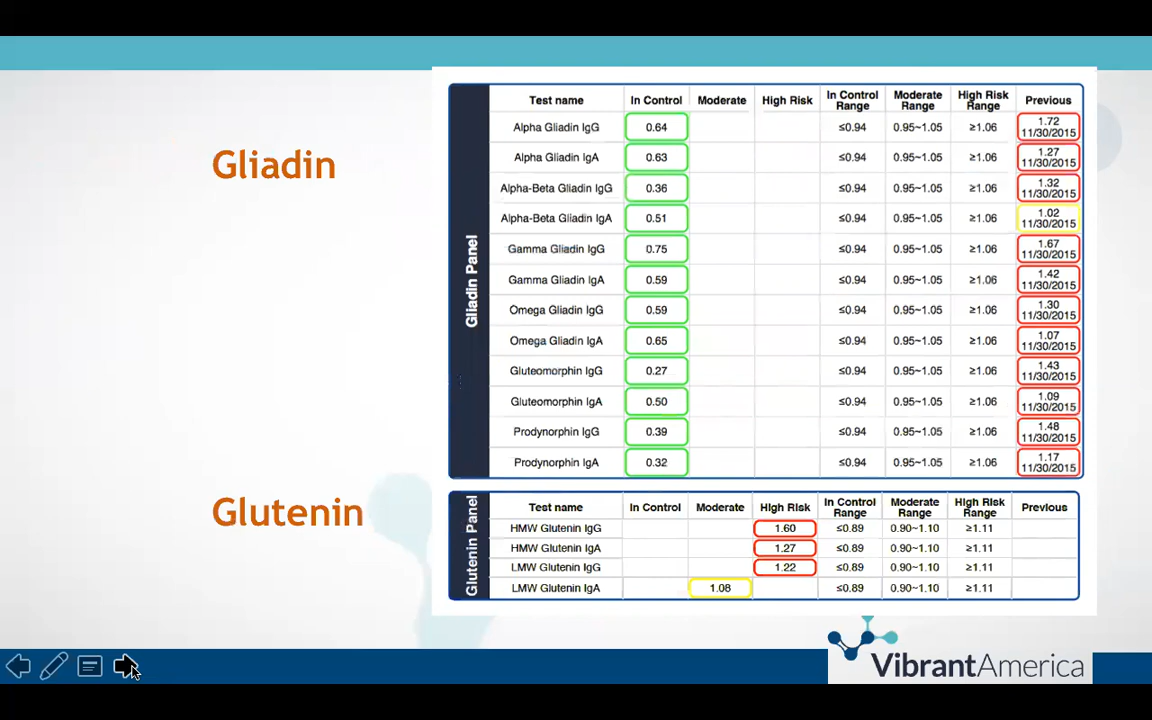 Gliadin
Gliadin Panel
Test name In Control Moderate High Risk In Control Range Moderate Range High Risk Range Previous
Alpha Gliadin IgG 0.64 ≤0.94 0.95~1.05 ≥1.06 1.72 11/30/2015
Alpha Gliadin IgA 0.63 ≤0.94 0.95~1.05 ≥1.06 1.27 11/30/2015
Alpha-Beta Gliadin IgG 0.36 ≤0.94 0.95~1.05 ≥1.06 1.32 11/30/2015
Alpha-Beta Gliadin IgA 0.51 ≤0.94 0.95~1.05 ≥1.06 1.02 11/30/2015
Gamma Gliadin IgG 0.75 ≤0.94 0.95~1.05 ≥1.06 1.67 11/30/2015
Gamma Gliadin IgA 0.59 ≤0.94 0.95~1.05 ≥1.06 1.42 11/30/2015
Omega Gliadin IgG 0.59 ≤0.94 0.95~1.05 ≥1.06 1.30 11/30/2015
Omega Gliadin IgA 0.65 ≤0.94 0.95~1.05 ≥1.06 1.07 11/30/2015
Gluteomorphin IgG 0.27 ≤0.94 0.95~1.05 ≥1.06 1.43 11/30/2015
Gluteomorphin IgA 0.50 ≤0.94 0.95~1.05 ≥1.06 1.09 11/30/2015
Prodynorphin IgG 0.39 ≤0.94 0.95~1.05 ≥1.06 1.48 11/30/2015
Prodynorphin IgA 0.32 ≤0.94 0.95~1.05 ≥1.06 1.17 11/30/2015
Glutenin
Glutenin Panel
Test name In Control Moderate High Risk In Control Range Moderate Range High Risk Range Previous
HMW Glutenin IgG 1.60 ≤0.89 0.90~1.10 ≥1.11
HMW Glutenin IgA 1.27 ≤0.89 0.90~1.10 ≥1.11
LMW Glutenin IgG 1.22 ≤0.89 0.90~1.10 ≥1.11
LMW Glutenin IgA 1.08 ≤0.89 0.90~1.10 ≥1.11
VibrantAmerica